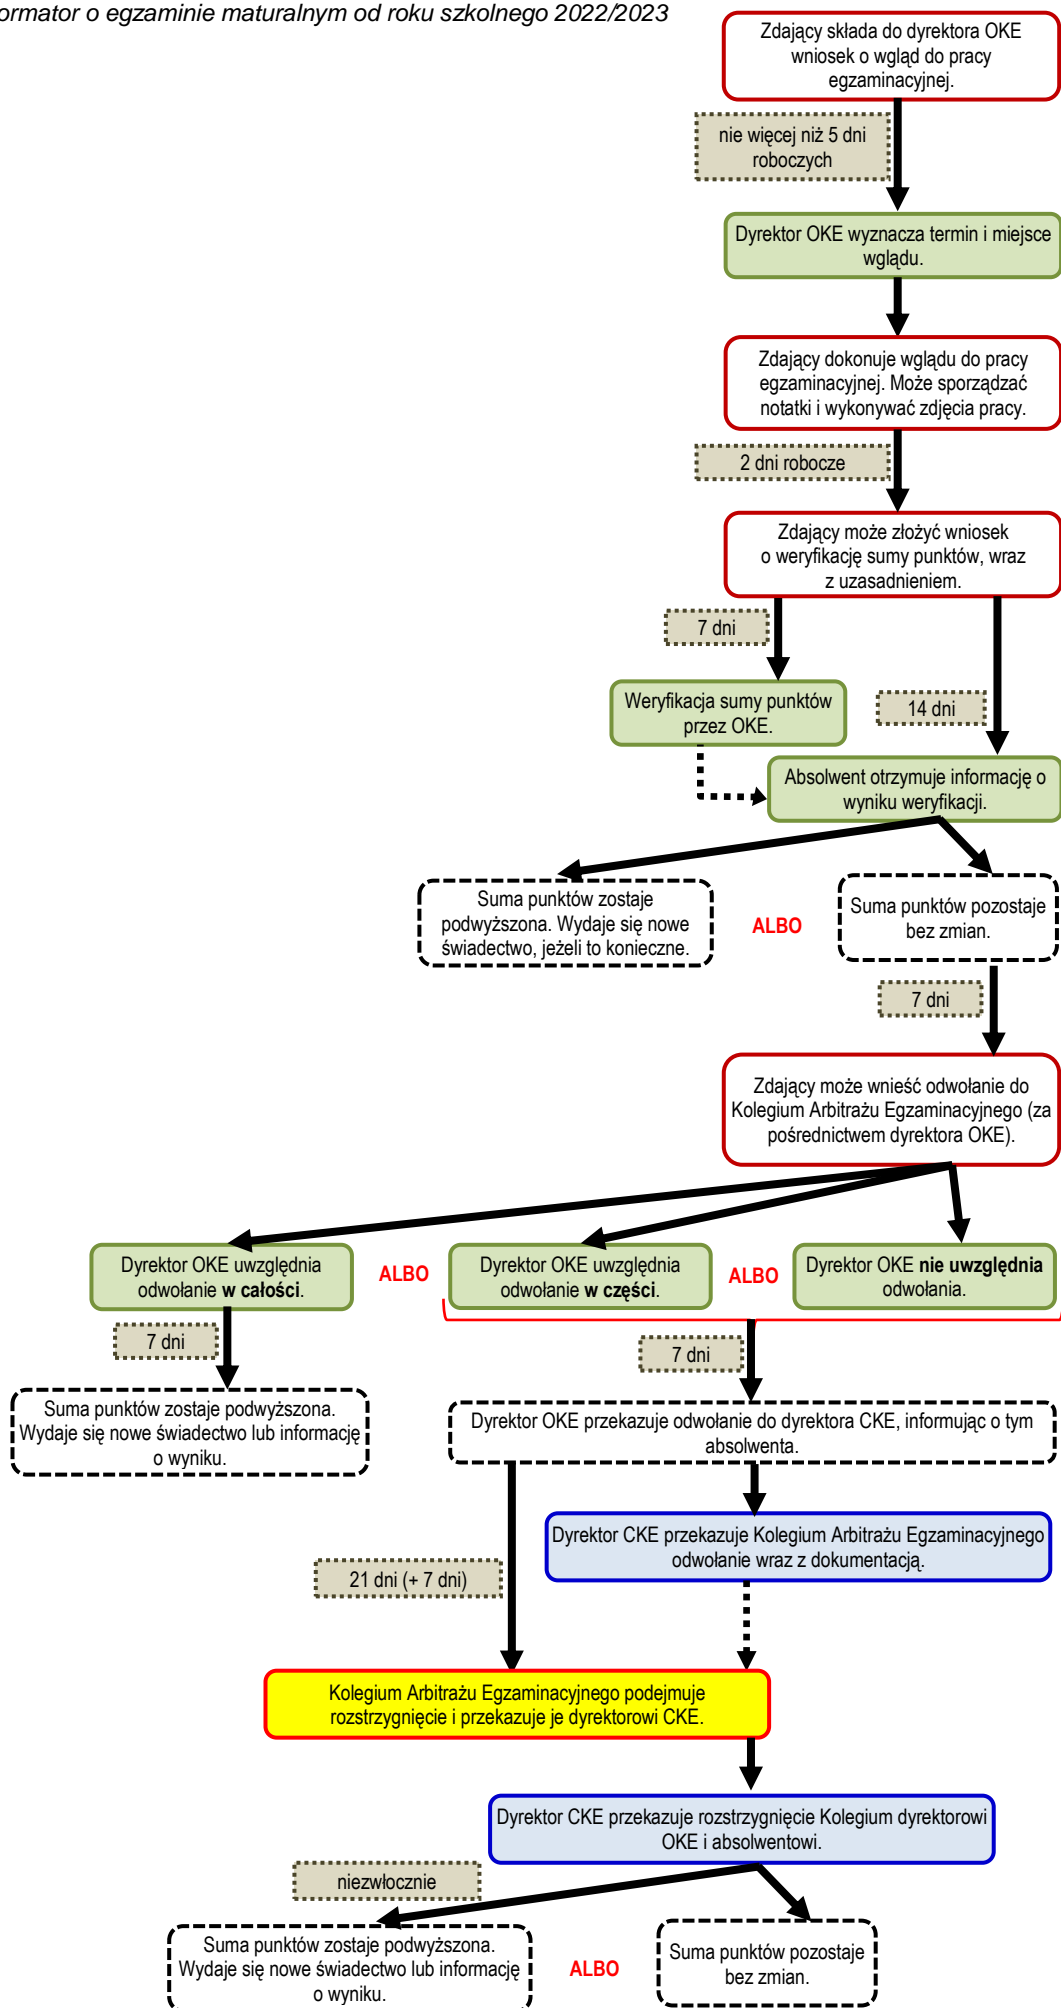 ormator o egzaminie maturalnym od roku szkolnego 2022/2023
Zdający składa do dyrektora OKE
wniosek o wgląd do pracy
egzaminacyjnej.
nie więcej niż 5 dni
roboczych
Dyrektor OKE wyznacza termin i miejsce
wglądu.
Zdający dokonuje wglądu do pracy
egzaminacyjnej. Może sporządzać
notatki i wykonywać zdjęcia pracy.
2 dni robocze
Zdający może złożyć wniosek
o weryfikację sumy punktów, wraz
z uzasadnieniem.
7 dni
Weryfikacja sumy punktów
przez OKE.
14 dni
Absolwent otrzymuje informację o
wyniku weryfikacji.
Suma punktów zostaje
podwyższona. Wydaje się nowe
świadectwo, jeżeli to konieczne.
ALBO
Suma punktów pozostaje
bez zmian.
7 dni
Zdający może wnieść odwołanie do
Kolegium Arbitrażu Egzaminacyjnego (za
pośrednictwem dyrektora OKE).
Dyrektor OKE uwzględnia
odwołanie w całości.
ALBO
Dyrektor OKE uwzględnia
odwołanie w części.
ALBO
Dyrektor OKE nie uwzględnia
odwołania.
7 dni
7 dni
Suma punktów zostaje podwyższona.
Wydaje się nowe świadectwo lub informację
o wyniku.
Dyrektor OKE przekazuje odwołanie do dyrektora CKE, informując o tym
absolwenta.
Dyrektor CKE przekazuje Kolegium Arbitrażu Egzaminacyjnego
odwołanie wraz z dokumentacją.
21 dni (+ 7 dni)
Kolegium Arbitrażu Egzaminacyjnego podejmuje
rozstrzygnięcie i przekazuje je dyrektorowi CKE.
Dyrektor CKE przekazuje rozstrzygnięcie Kolegium dyrektorowi
OKE i absolwentowi.
niezwłocznie
Suma punktów zostaje podwyższona.
Wydaje się nowe świadectwo lub informację
o wyniku.
ALBO
Suma punktów pozostaje
bez zmian.